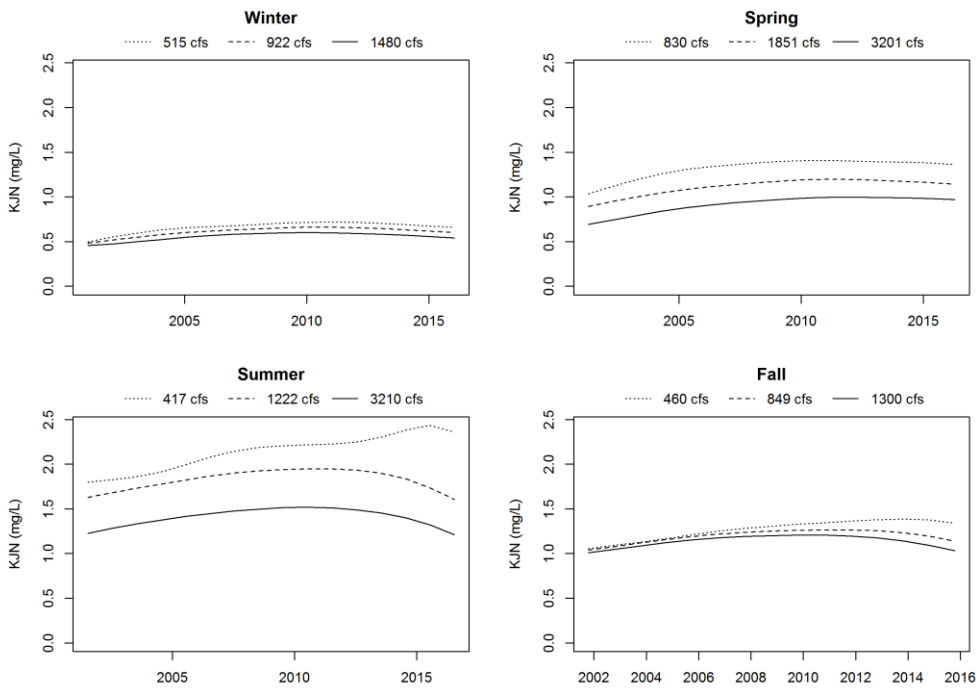 Winter
515 cfs 922 cfs 1480 cfs
KJN (mg/L)
2.5
2.0
1.5
1.0
0.5
0.0
2005 2010 2015
Spring
830 cfs 1851 cfs 3201 cfs
KJN (mg/L)
2.5
2.0
1.5
1.0
0.5
0.0
2005 2010 2015
Summer
417 cfs 1222 cfs 3210 cfs
KJN (mg/L)
2.5
2.0
1.5
1.0
0.5
0.0
2005 2010 2015
Fall
460 cfs 849 cfs 1300 cfs
KJN (mg/L)
2.5
2.0
1.5
1.0
0.5
0.0
2002 2004 2006 2008 2010 2012 2014 2016